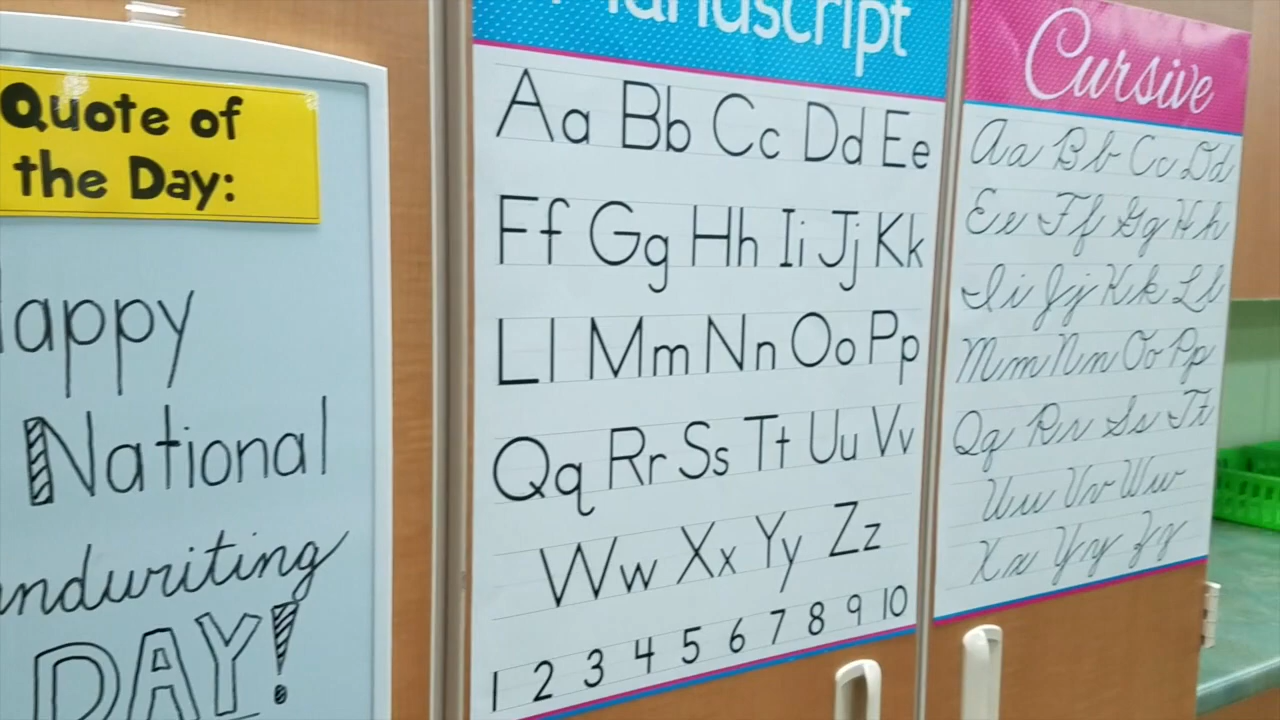 Quote of
the Day:
appy
National
ndwriting
DAY!
Manuscript
Aa Bb Cc Dd Ee
Ff Gg Hh Ii Jj Kk
Ll Mm Nn Oo Pp
Qq Rr Ss Tt Uu Vv
Ww Xx Yy Zz
1 2 3 4 5 6 7 8 9 10
Cursive
Aa Bb Cc Dd
Ee Ff Gg Hh
Ii Jj Kk Ll
Mm Nn Oo Pp
Qq Rr Ss Tt
Uu Vv Ww
Xx Yy Zz